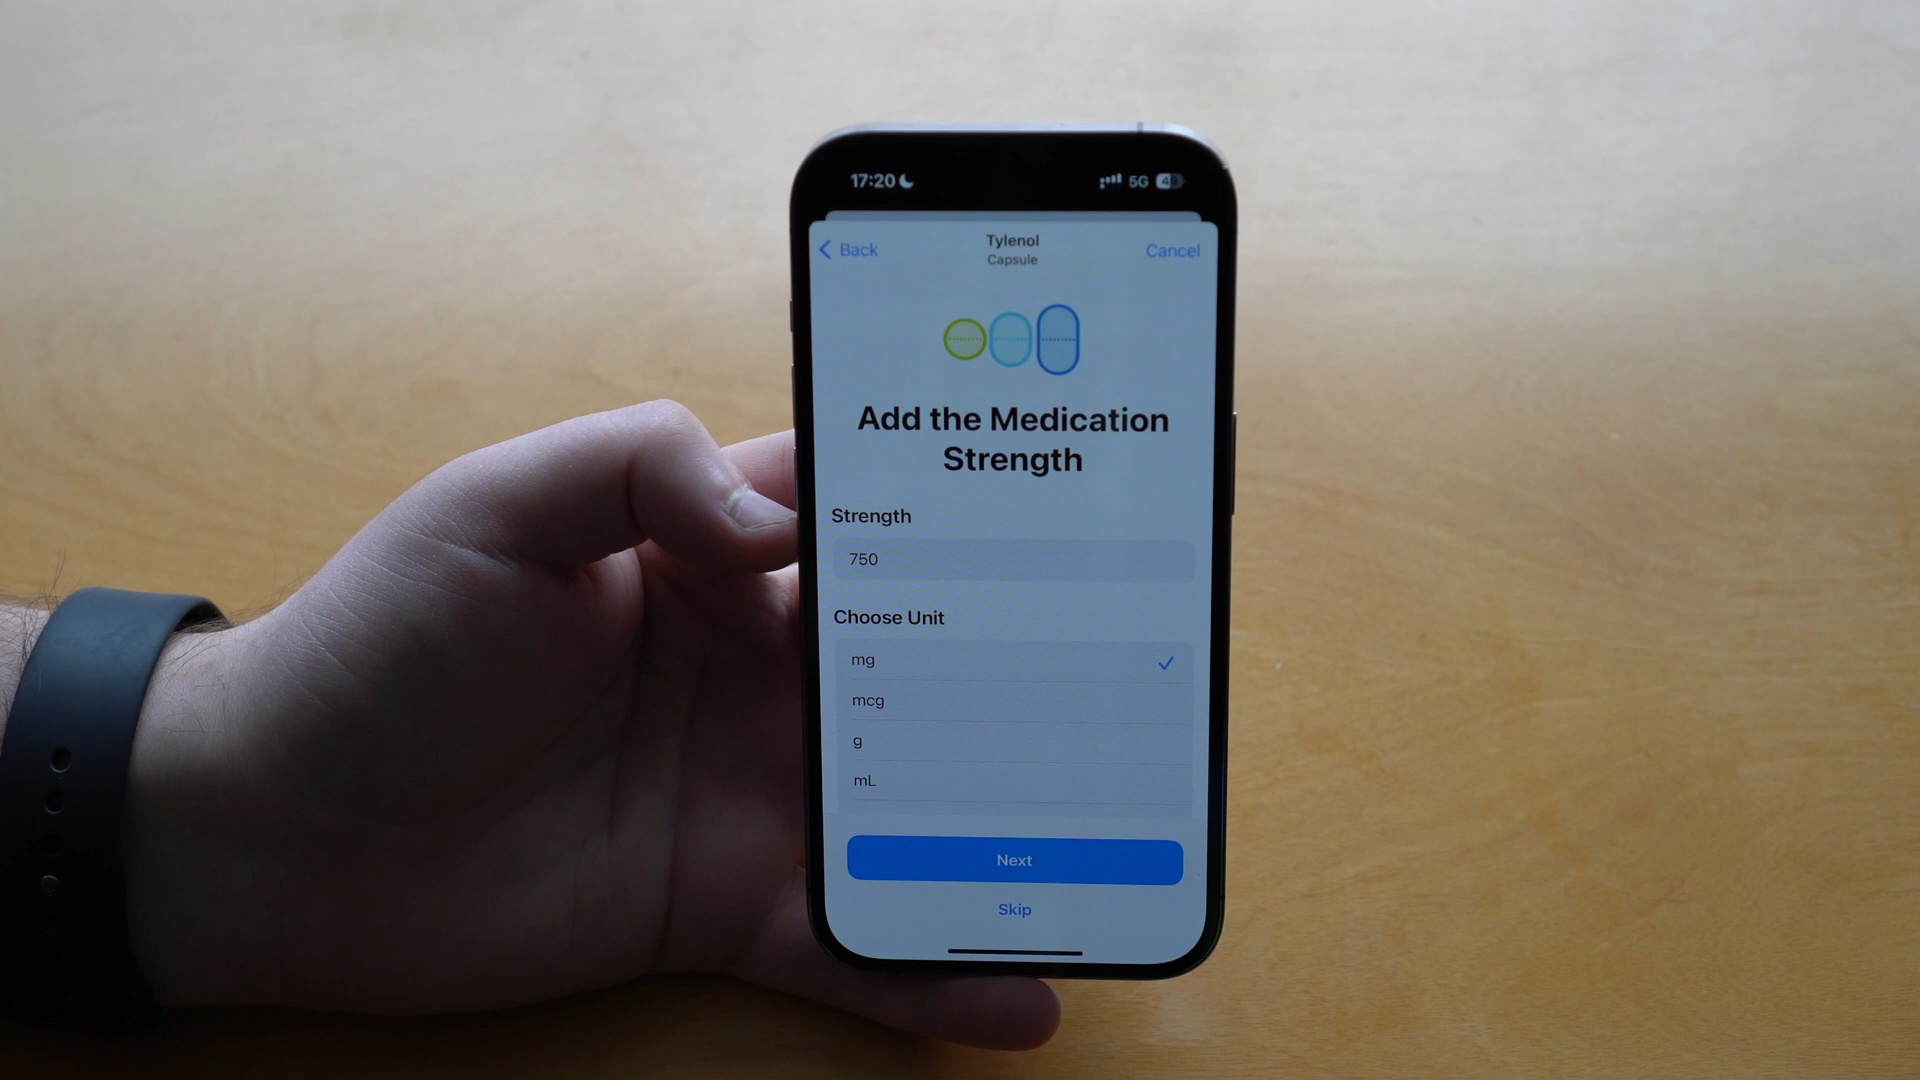 17:20 5G 49
Back Tylenol Cancel
Capsule
Add the Medication
Strength
Strength
750
Choose Unit
mg
mcg
g
mL
Next
Skip